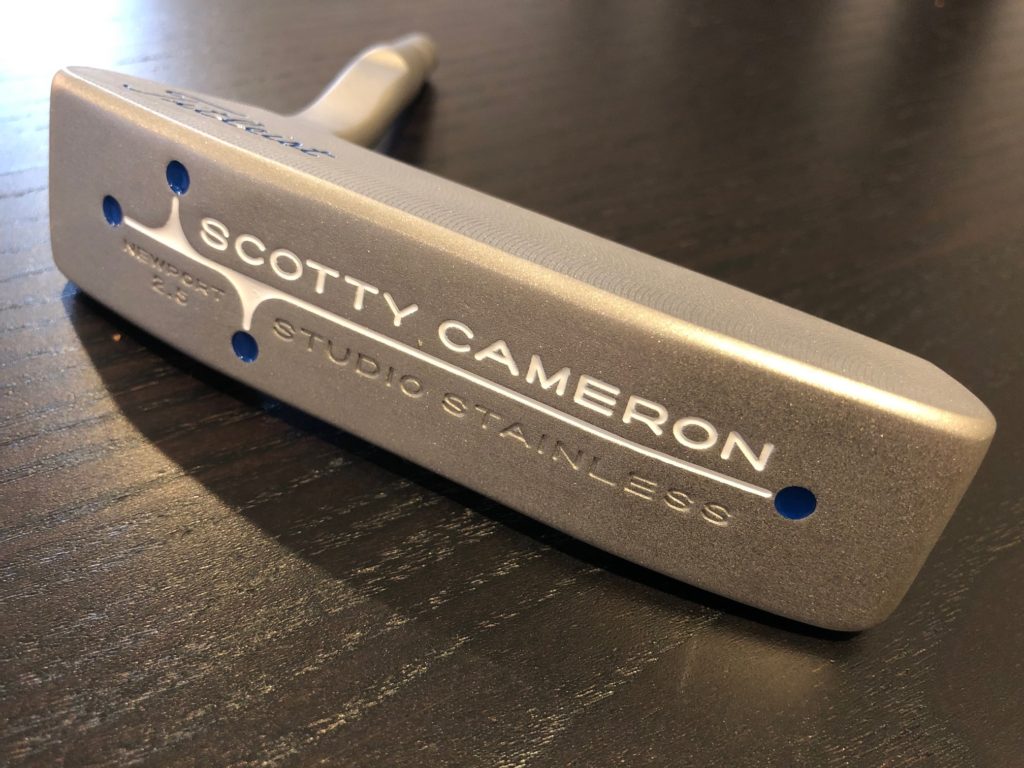 Titleist
SCOTTY CAMERON
NEWPORT
2.5
STUDIO STAINLESS